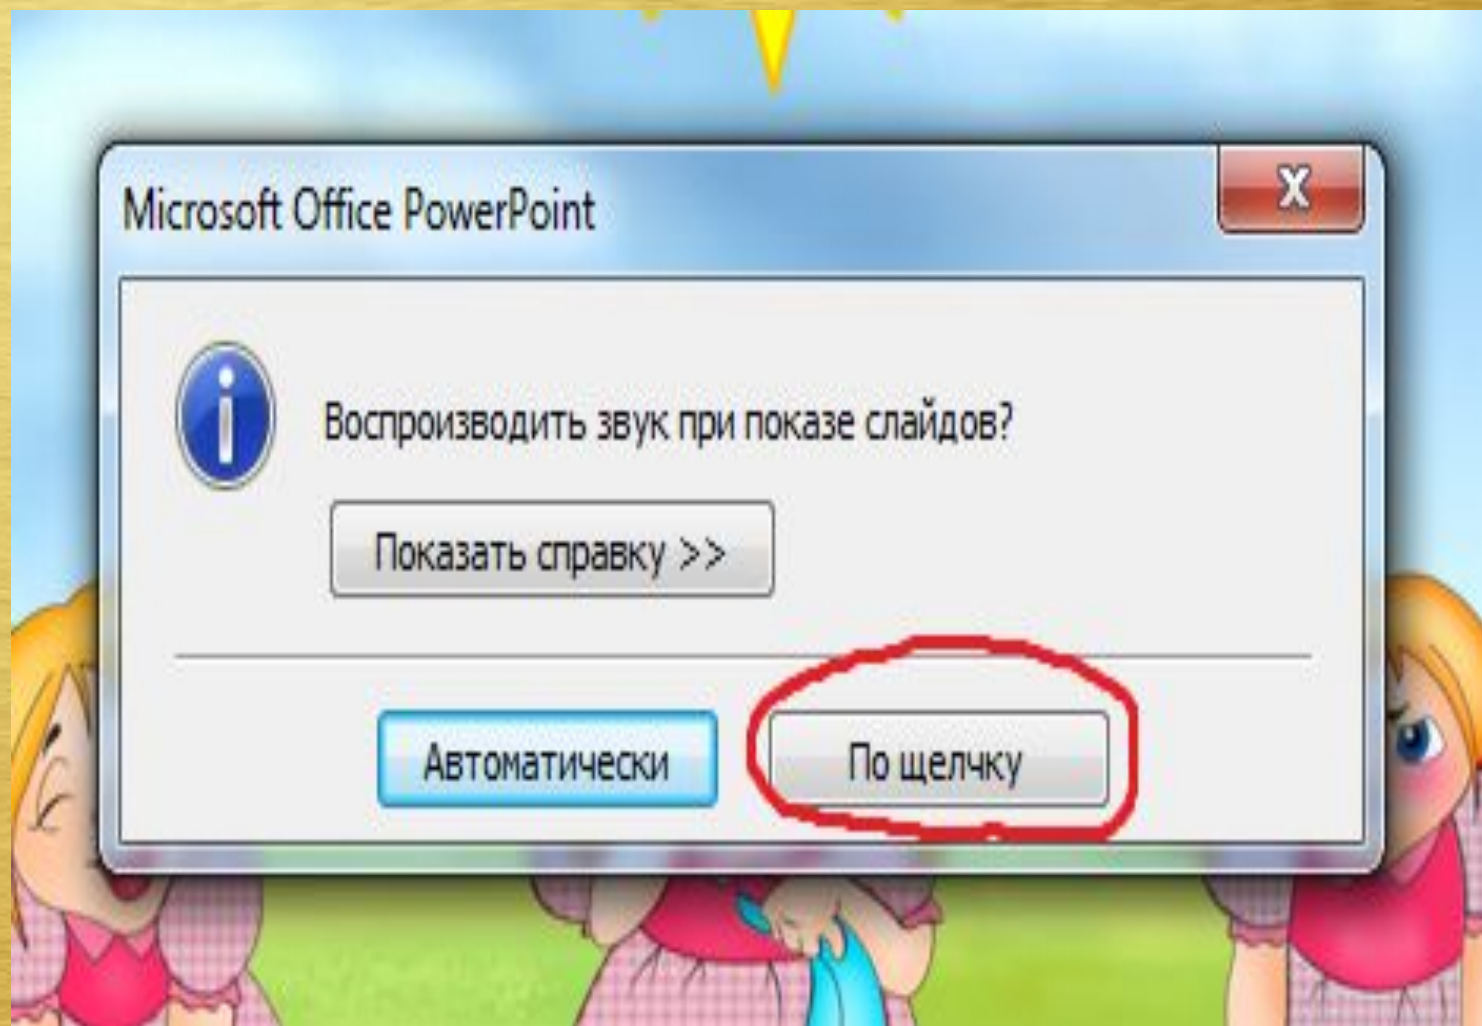 Microsoft Office PowerPoint
Воспроизводить звук при показе слайдов?
Показать справку >>
Автоматически
По щелчку